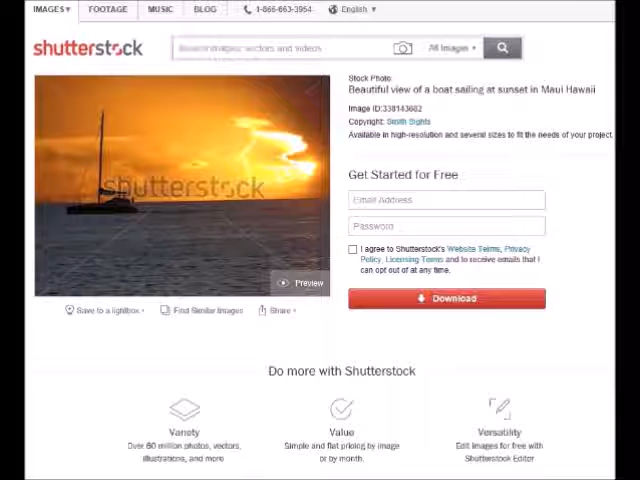 IMAGES
FOOTAGE
MUSIC
BLOG
1-866-663-3954
English
shutterstock
Search images, vectors and videos
All Images
Stock Photo:
Beautiful view of a boat sailing at sunset in Maui Hawaii
Image ID:338143682
Copyright: Smith Sights
Available in high-resolution and several sizes to fit the needs of your project.
shutterstock
Get Started for Free
Email Address
Password
I agree to Shutterstock's Website Terms, Privacy
Policy, Licensing Terms and to receive emails that I
can opt out of at any time.
Preview
Download
Save to a lightbox
Find Similar Images
Share
Do more with Shutterstock
Variety
Over 60 million photos, vectors,
illustrations, and more
Value
Simple and flat pricing by image
or by month.
Versatility
Edit images for free with
Shutterstock Editor